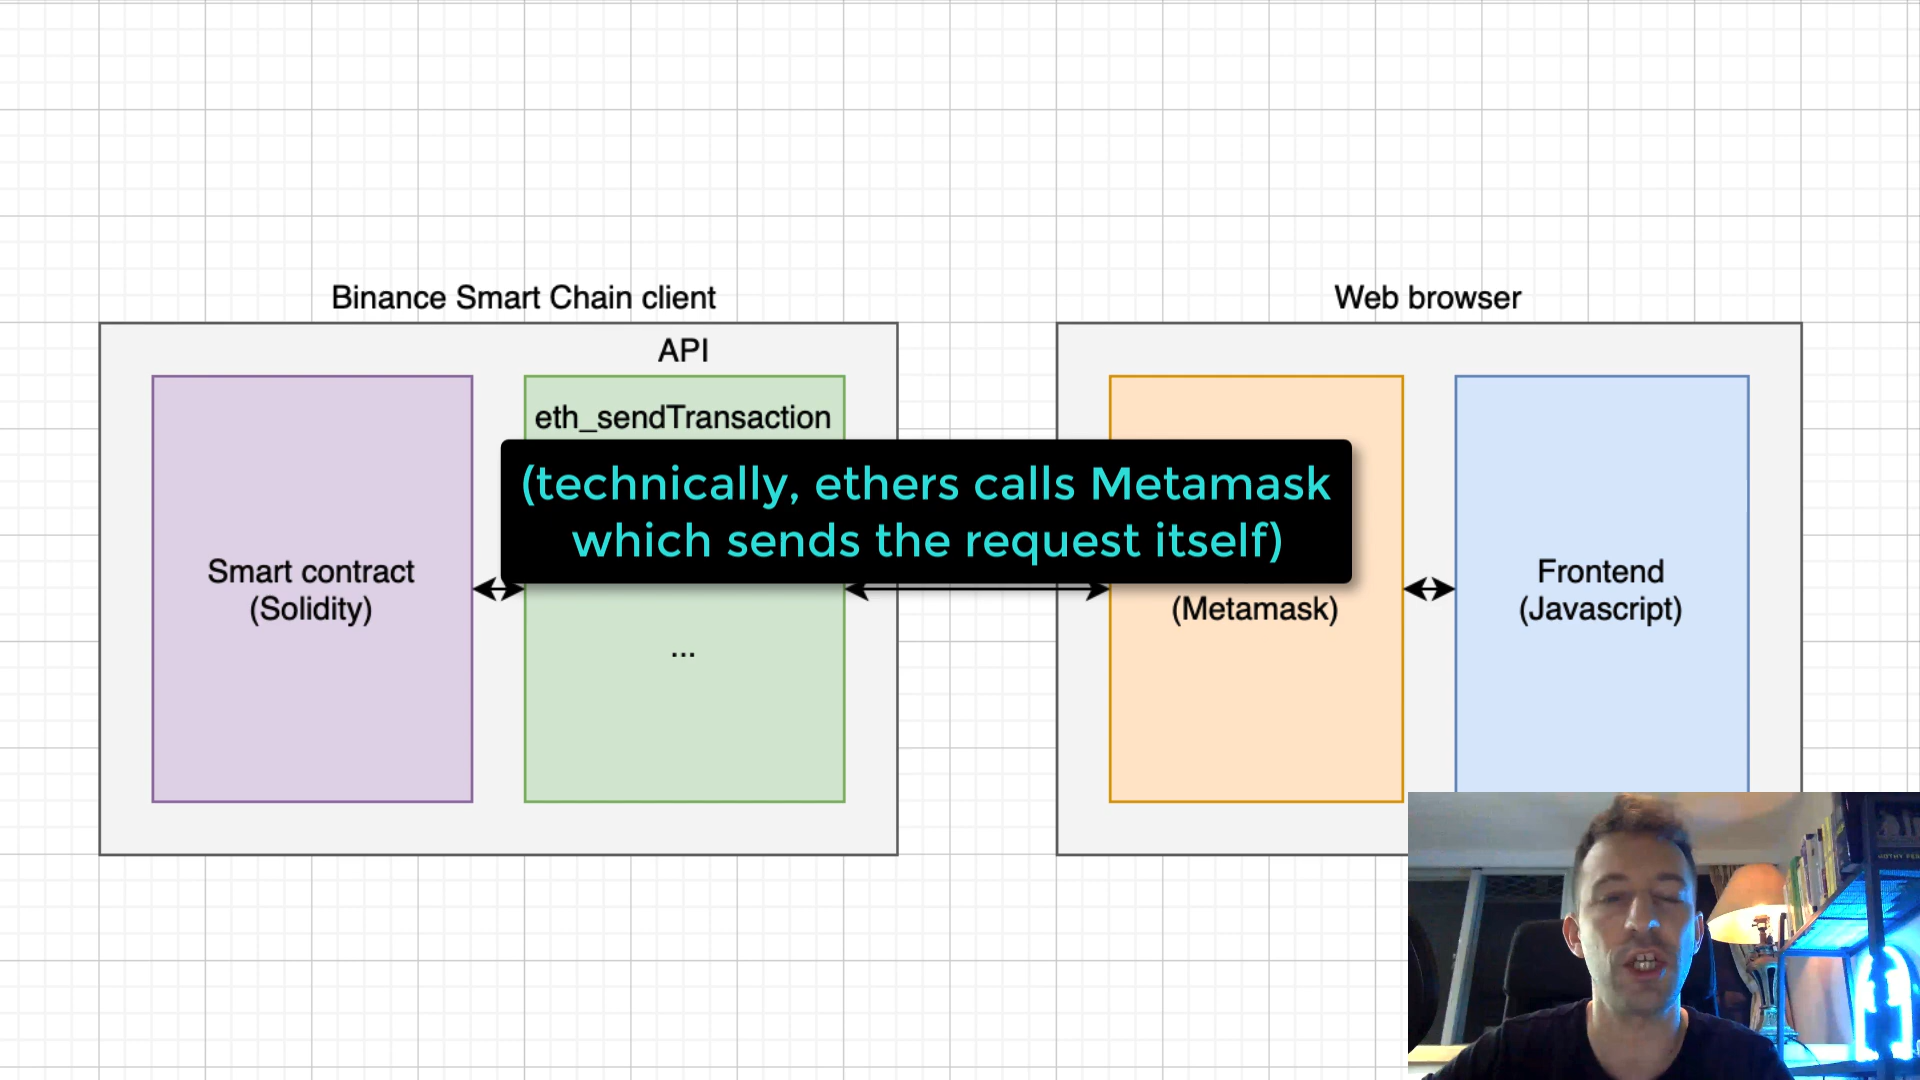 Binance Smart Chain client
Web browser
API
eth_sendTransaction
(technically, ethers calls Metamask
which sends the request itself)
Smart contract
(Solidity)
...
(Metamask)
Frontend
(Javascript)